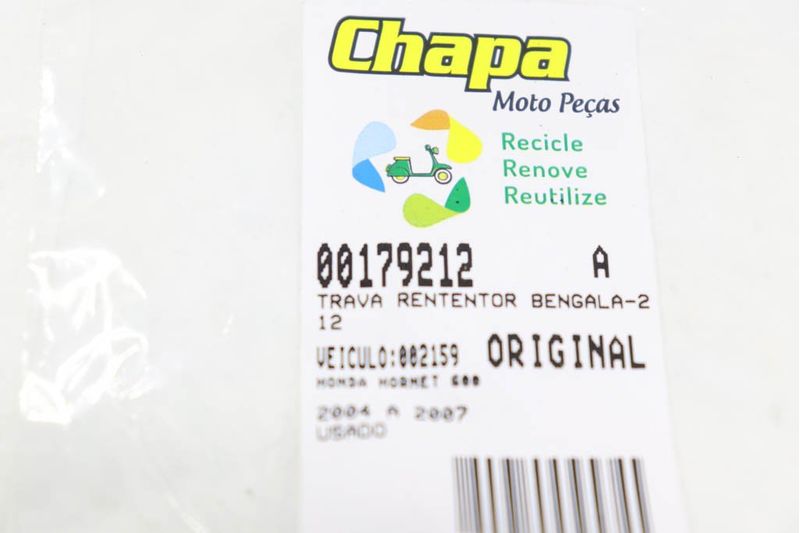 Chapa
Moto Peças
Recicle
Renove
Reutilize
00179212 A
TRAVA RENTENTOR BENGALA-2
12
VEICULO:002159 ORIGINAL
HONDA HORNET 600
2004 A 2007
USADO